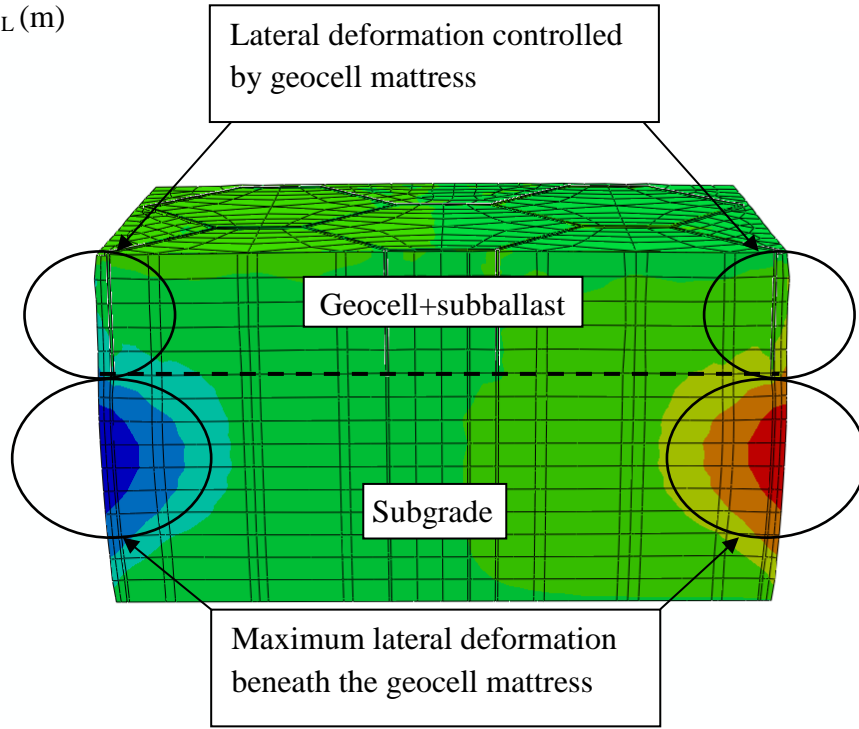 L (m)
Lateral deformation controlled
by geocell mattress
Geocell+subballast
Subgrade
Maximum lateral deformation
beneath the geocell mattress